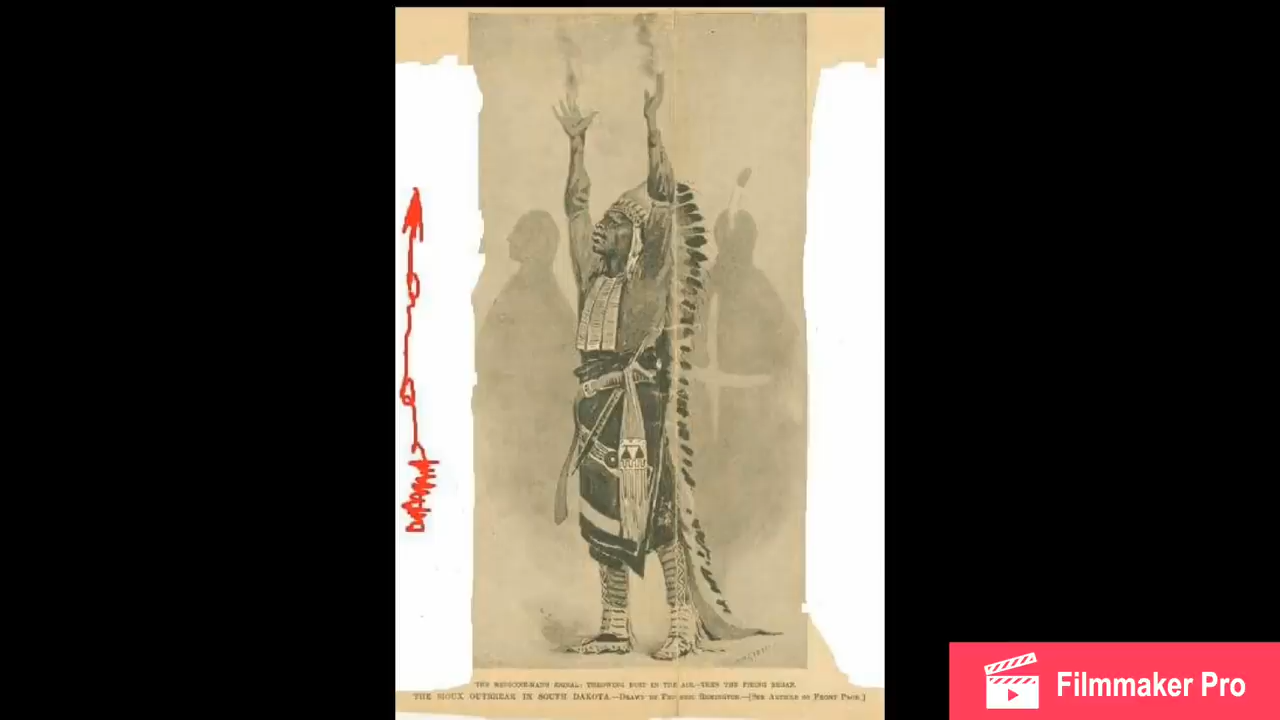 THE MEDICINE-MAN'S SIGNAL: THROWING DUST IN THE AIR—THEN THE FIRING BEGAN.
THE SIOUX OUTBREAK IN SOUTH DAKOTA.—Drawn by Frederic Remington.—[See Article on Front Page.]
Filmmaker Pro